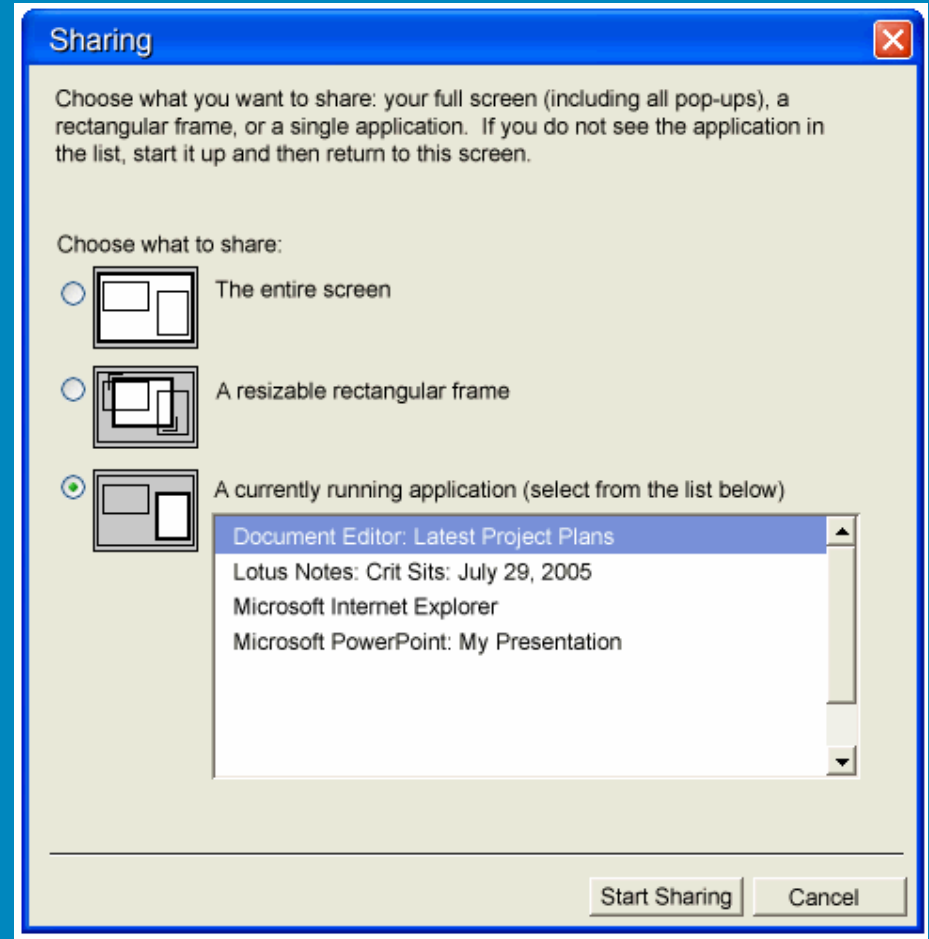 Sharing
Choose what you want to share: your full screen (including all pop-ups), a
rectangular frame, or a single application.  If you do not see the application in
the list, start it up and then return to this screen.
Choose what to share:
The entire screen
A resizable rectangular frame
A currently running application (select from the list below)
Document Editor: Latest Project Plans
Lotus Notes: Crit Sits: July 29, 2005
Microsoft Internet Explorer
Microsoft PowerPoint: My Presentation
Start Sharing
Cancel